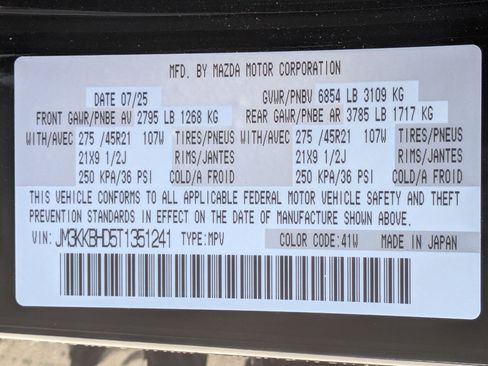 MFD. BY MAZDA MOTOR CORPORATION
DATE 07/25 GVWR/PNBV 6854 LB 3109 KG
FRONT GAWR/PNBE AV 2795 LB 1268 KG REAR GAWR/PNBE AR 3785 LB 1717 KG
WITH/AVEC 275 /45R21 107W TIRES/PNEUS WITH/AVEC 275 /45R21 107W TIRES/PNEUS
21X9 1/2J RIMS/JANTES 21X9 1/2J RIMS/JANTES
250 KPA/36 PSI COLD/A FROID 250 KPA/36 PSI COLD/A FROID
THIS VEHICLE CONFORMS TO ALL APPLICABLE FEDERAL MOTOR VEHICLE SAFETY AND THEFT
PREVENTION STANDARDS IN EFFECT ON THE DATE OF MANUFACTURE SHOWN ABOVE.
VIN: JM3KKBHD5T1351241 TYPE:MPV COLOR CODE:41W MADE IN JAPAN